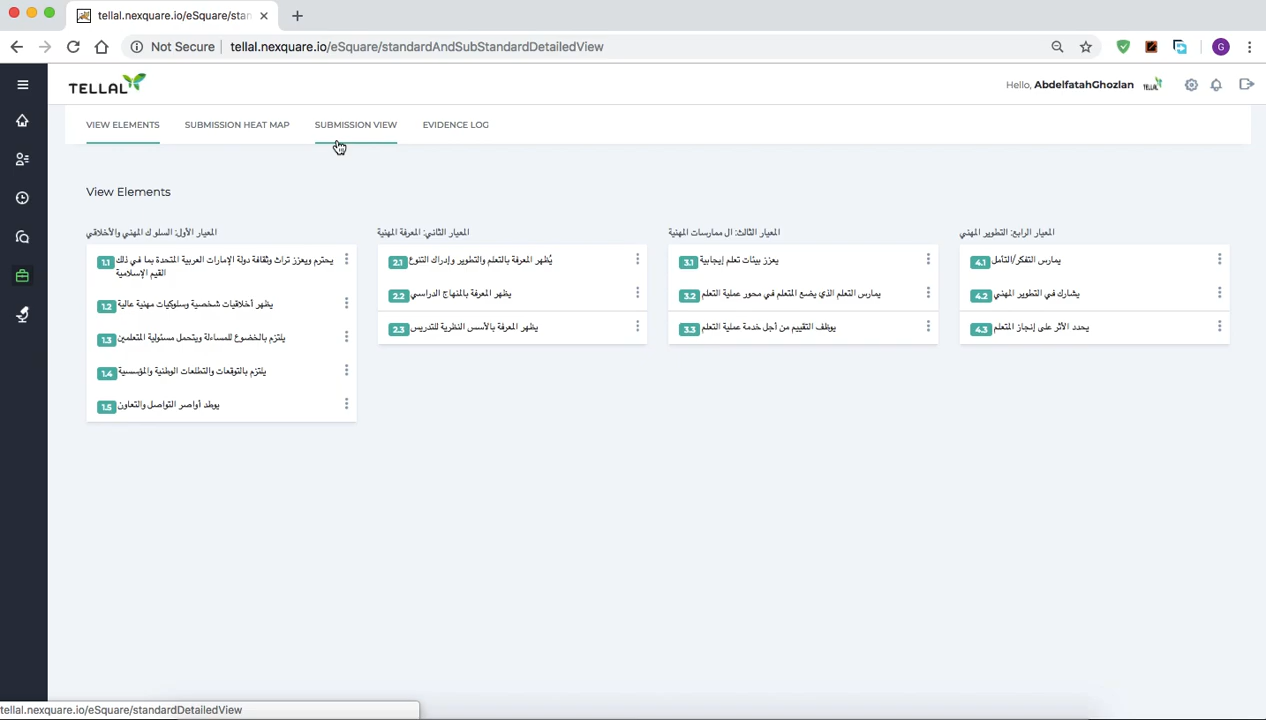 tellal.nexquare.io/eSquare/stan
Not Secure
tellal.nexquare.io/eSquare/standardAndSubStandardDetailedView
G
TELLAL
Hello, AbdelfatahGhozlan
TELLAL
VIEW ELEMENTS
SUBMISSION HEAT MAP
SUBMISSION VIEW
EVIDENCE LOG
View Elements
المعيار الأول: السلوك المهني والأخلاقي
1.1 يحترم ويعزز تراث وثقافة دولة الإمارات العربية المتحدة بما في ذلك
القيم الإسلامية
1.2 يظهر أخلاقيات شخصية وسلوكيات مهنية عالية
1.3 يلتزم بالخضوع للمساءلة ويتحمل مسئولية المتعلمين
1.4 يلتزم بالتوقعات والتطلعات الوطنية والمؤسسية
1.5 يوطد أواصر التواصل والتعاون
المعيار الثاني: المعرفة المهنية
2.1 يُظهر المعرفة بالتعلم والتطوير وإدراك التنوع
2.2 يظهر المعرفة بالمنهاج الدراسي
2.3 يظهر المعرفة بالأسس النظرية للتدريس
المعيار الثالث: ال ممارسات المهنية
3.1 يعزز بيئات تعلم إيجابية
3.2 يمارس التعلم الذي يضع المتعلم في محور عملية التعلم
3.3 يوظف التقييم من أجل خدمة عملية التعلم
المعيار الرابع: التطوير المهني
4.1 يمارس التفكر/التأمل
4.2 يشارك في التطوير المهني
4.3 يحدد الأثر على إنجاز المتعلم
tellal.nexquare.io/eSquare/standardDetailedView